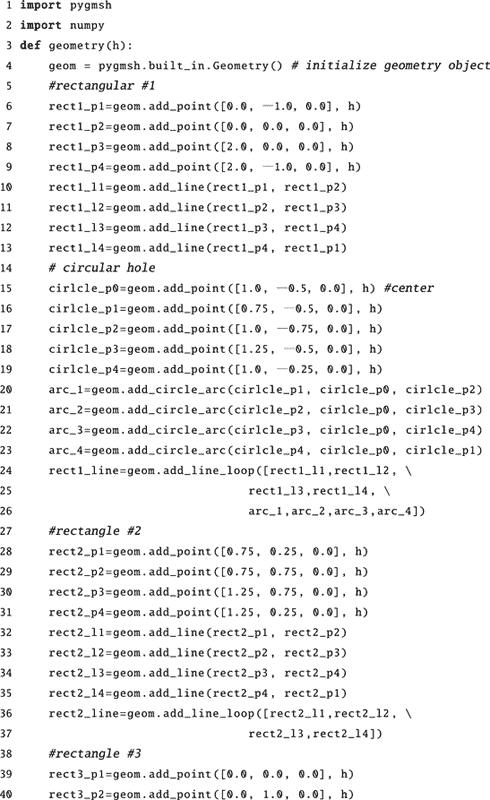 1 import pygmsh
2 import numpy
3 def geometry(h):
4 geom = pygmsh.built_in.Geometry() # initialize geometry object
5 #rectangular #1
6 rect1_p1=geom.add_point([0.0, −1.0, 0.0], h)
7 rect1_p2=geom.add_point([0.0, 0.0, 0.0], h)
8 rect1_p3=geom.add_point([2.0, 0.0, 0.0], h)
9 rect1_p4=geom.add_point([2.0, −1.0, 0.0], h)
10 rect1_l1=geom.add_line(rect1_p1, rect1_p2)
11 rect1_l2=geom.add_line(rect1_p2, rect1_p3)
12 rect1_l3=geom.add_line(rect1_p3, rect1_p4)
13 rect1_l4=geom.add_line(rect1_p4, rect1_p1)
14 # circular hole
15 cirlcle_p0=geom.add_point([1.0, −0.5, 0.0], h) #center
16 cirlcle_p1=geom.add_point([0.75, −0.5, 0.0], h)
17 cirlcle_p2=geom.add_point([1.0, −0.75, 0.0], h)
18 cirlcle_p3=geom.add_point([1.25, −0.5, 0.0], h)
19 cirlcle_p4=geom.add_point([1.0, −0.25, 0.0], h)
20 arc_1=geom.add_circle_arc(cirlcle_p1, cirlcle_p0, cirlcle_p2)
21 arc_2=geom.add_circle_arc(cirlcle_p2, cirlcle_p0, cirlcle_p3)
22 arc_3=geom.add_circle_arc(cirlcle_p3, cirlcle_p0, cirlcle_p4)
23 arc_4=geom.add_circle_arc(cirlcle_p4, cirlcle_p0, cirlcle_p1)
24 rect1_line=geom.add_line_loop([rect1_l1,rect1_l2, \
25 rect1_l3,rect1_l4, \
26 arc_1,arc_2,arc_3,arc_4])
27 #rectangle #2
28 rect2_p1=geom.add_point([0.75, 0.25, 0.0], h)
29 rect2_p2=geom.add_point([0.75, 0.75, 0.0], h)
30 rect2_p3=geom.add_point([1.25, 0.75, 0.0], h)
31 rect2_p4=geom.add_point([1.25, 0.25, 0.0], h)
32 rect2_l1=geom.add_line(rect2_p1, rect2_p2)
33 rect2_l2=geom.add_line(rect2_p2, rect2_p3)
34 rect2_l3=geom.add_line(rect2_p3, rect2_p4)
35 rect2_l4=geom.add_line(rect2_p4, rect2_p1)
36 rect2_line=geom.add_line_loop([rect2_l1,rect2_l2, \
37 rect2_l3,rect2_l4])
38 #rectangle #3
39 rect3_p1=geom.add_point([0.0, 0.0, 0.0], h)
40 rect3_p2=geom.add_point([0.0, 1.0, 0.0], h)